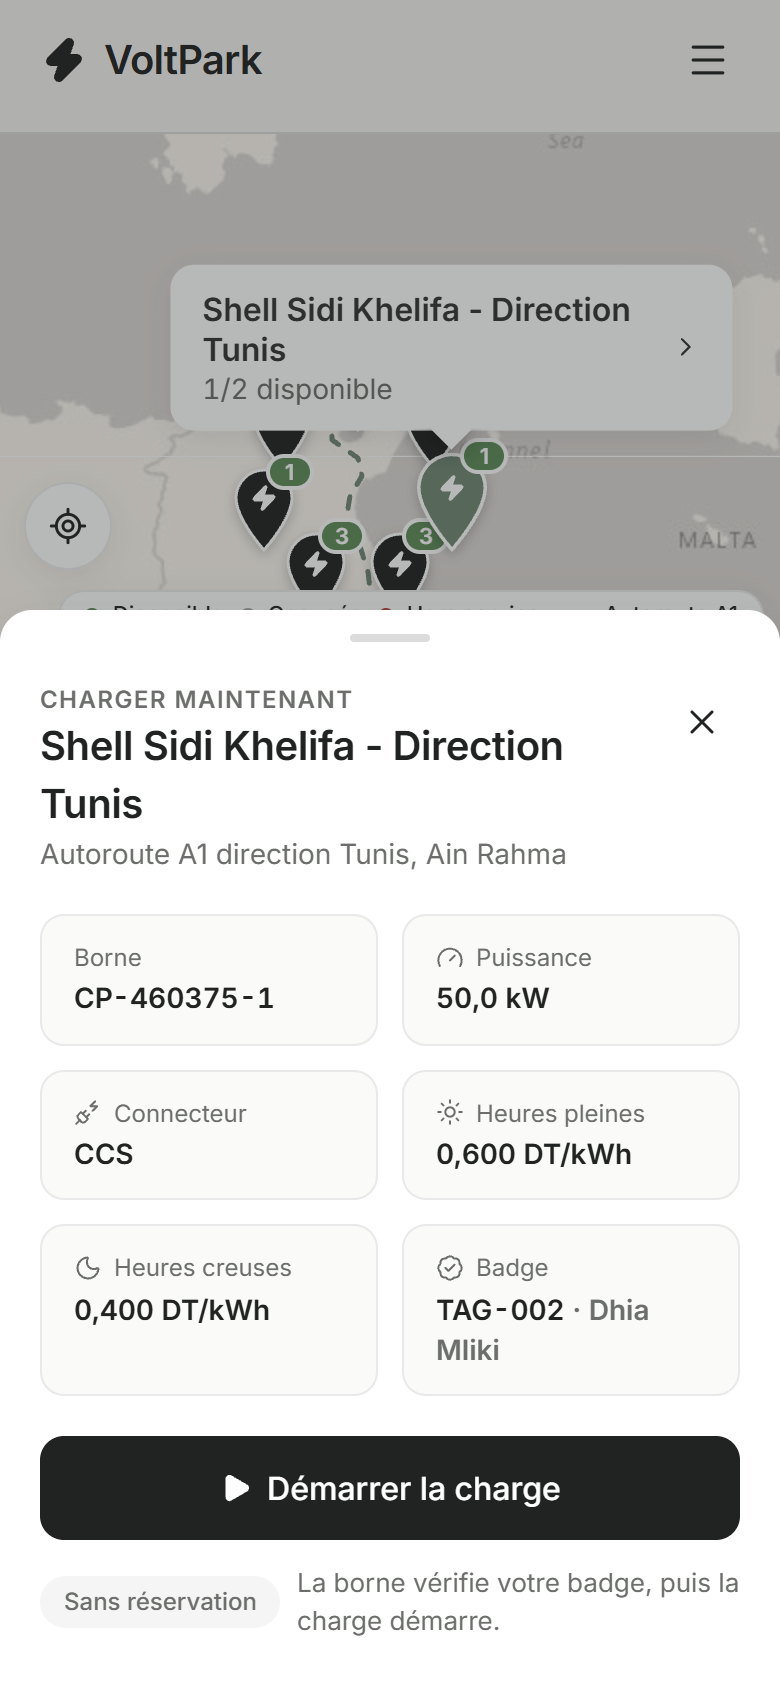 VoltPark
Sea
Shell Sidi Khelifa - Direction
Tunis
1/2 disponible
1
1
3
3
MALTA
Autoroute A1
CHARGER MAINTENANT
Shell Sidi Khelifa - Direction
Tunis
Autoroute A1 direction Tunis, Ain Rahma
Borne
CP-460375-1
Puissance
50,0 kW
Connecteur
CCS
Heures pleines
0,600 DT/kWh
Heures creuses
0,400 DT/kWh
Badge
TAG-002 · Dhia
Mliki
Démarrer la charge
Sans réservation
La borne vérifie votre badge, puis la
charge démarre.